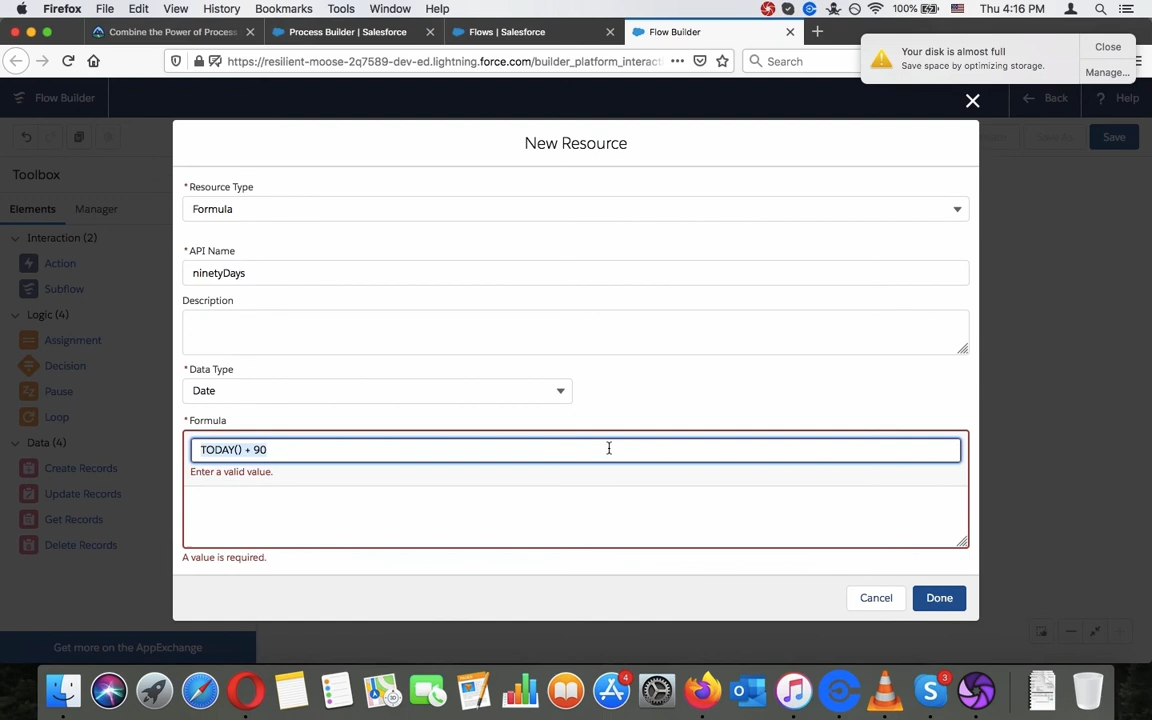 Firefox File Edit View History Bookmarks Tools Window Help 100% Thu 4:16 PM
Combine the Power of Process Process Builder | Salesforce Flows | Salesforce Flow Builder
https://resilient-moose-2q7589-dev-ed.lightning.force.com/builder_platform_interact Search
Your disk is almost full
Save space by optimizing storage.
Close
Manage...
Flow Builder Back ? Help
Save As Save
Toolbox
Elements Manager
Interaction (2)
Action
Subflow
Logic (4)
Assignment
Decision
Pause
Loop
Data (4)
Create Records
Update Records
Get Records
Delete Records
Get more on the AppExchange
New Resource
* Resource Type
Formula
* API Name
ninetyDays
Description
* Data Type
Date
* Formula
TODAY() + 90
Enter a valid value.
A value is required.
Cancel Done
4
3